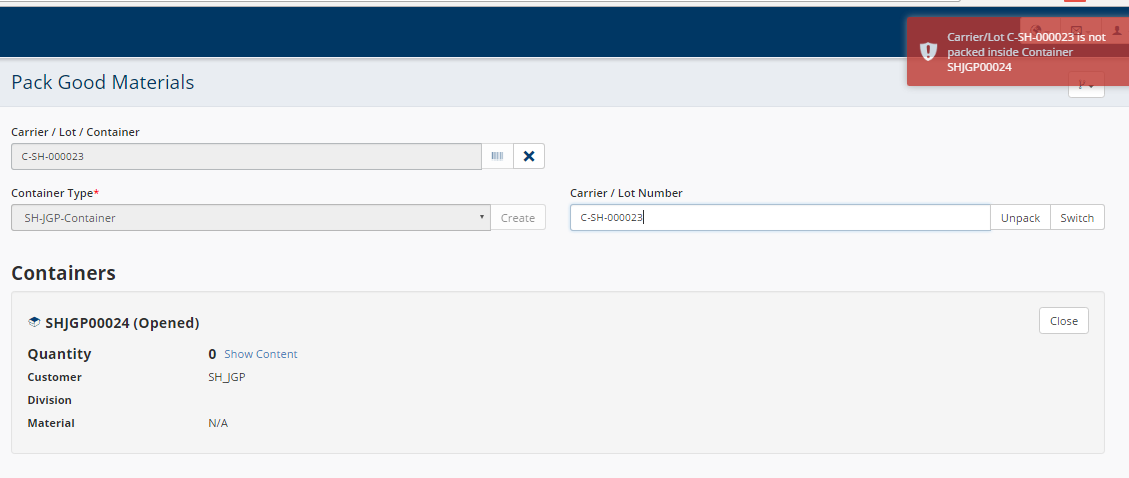 Carrier/Lot C-SH-000023 is not
packed inside Container
SHJGP00024
Pack Good Materials
Carrier / Lot / Container
C-SH-000023
Container Type*
Carrier / Lot Number
SH-JGP-Container
Create
C-SH-000023
Unpack
Switch
Containers
SHJGP00024 (Opened)
Close
Quantity 0 Show Content
Customer SH_JGP
Division
Material N/A